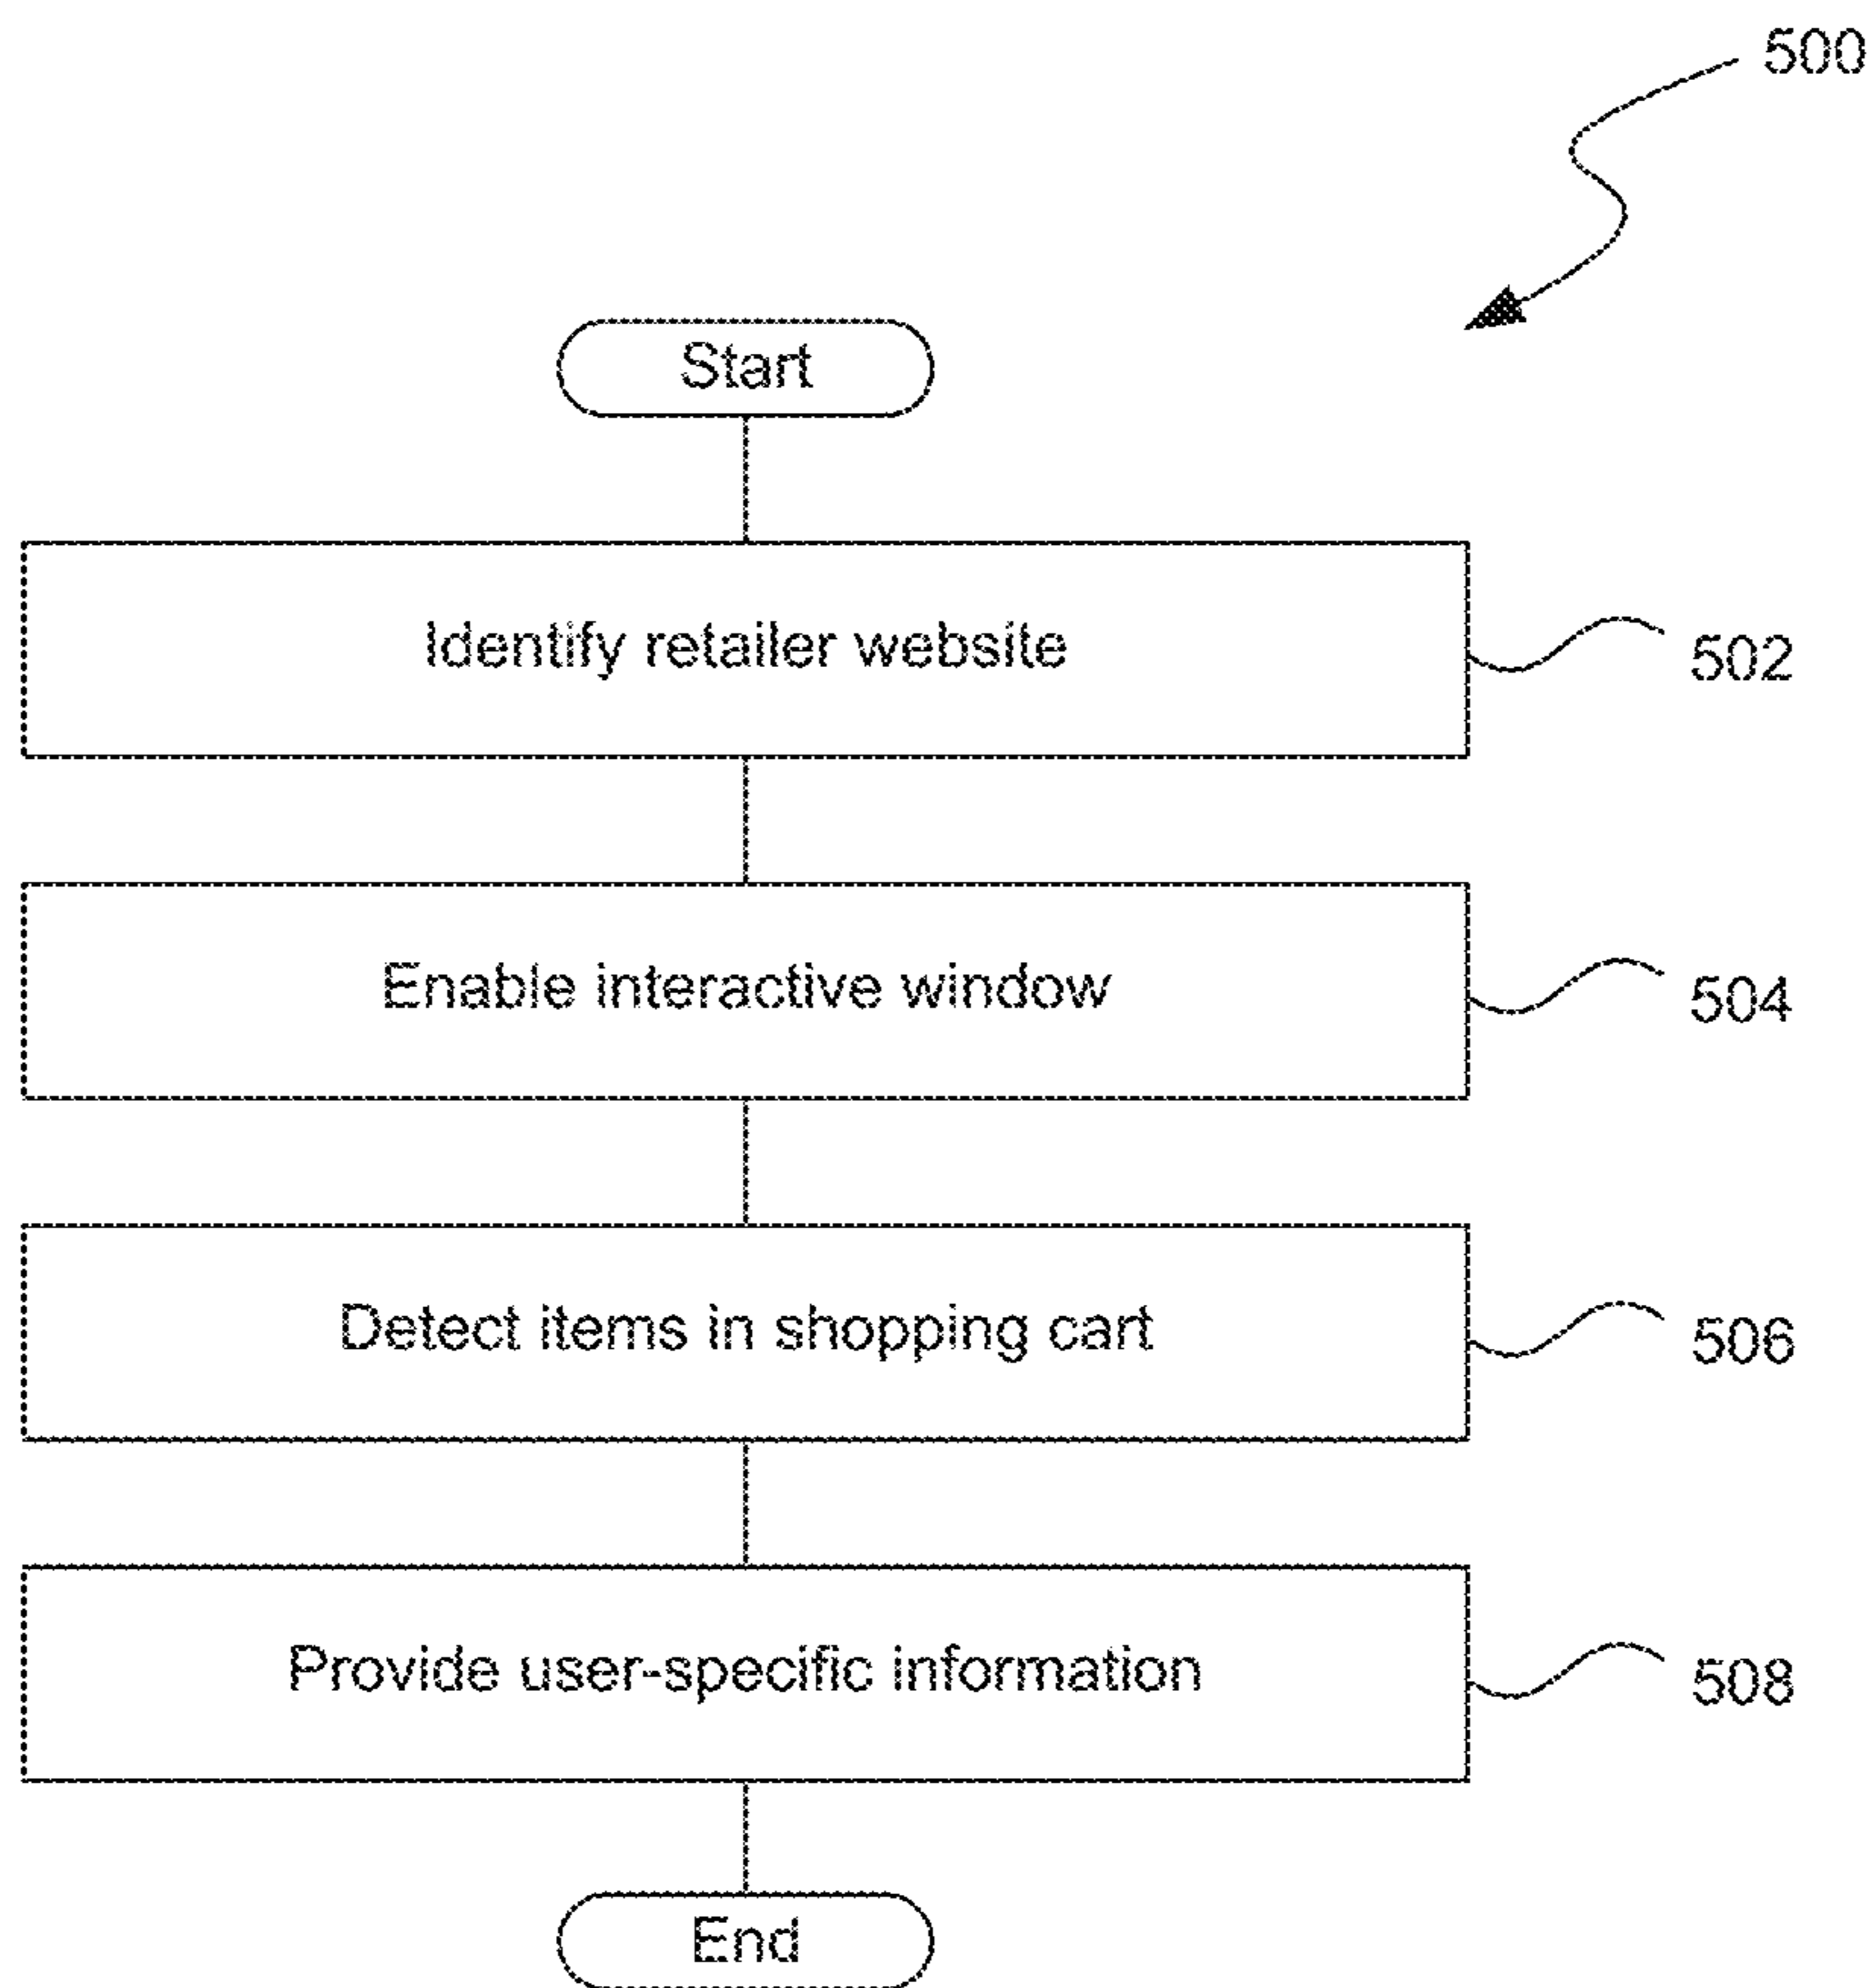 500
Start
Identify retailer website
502
Enable interactive window
504
Detect items in shopping cart
506
Provide user-specific information
508
End